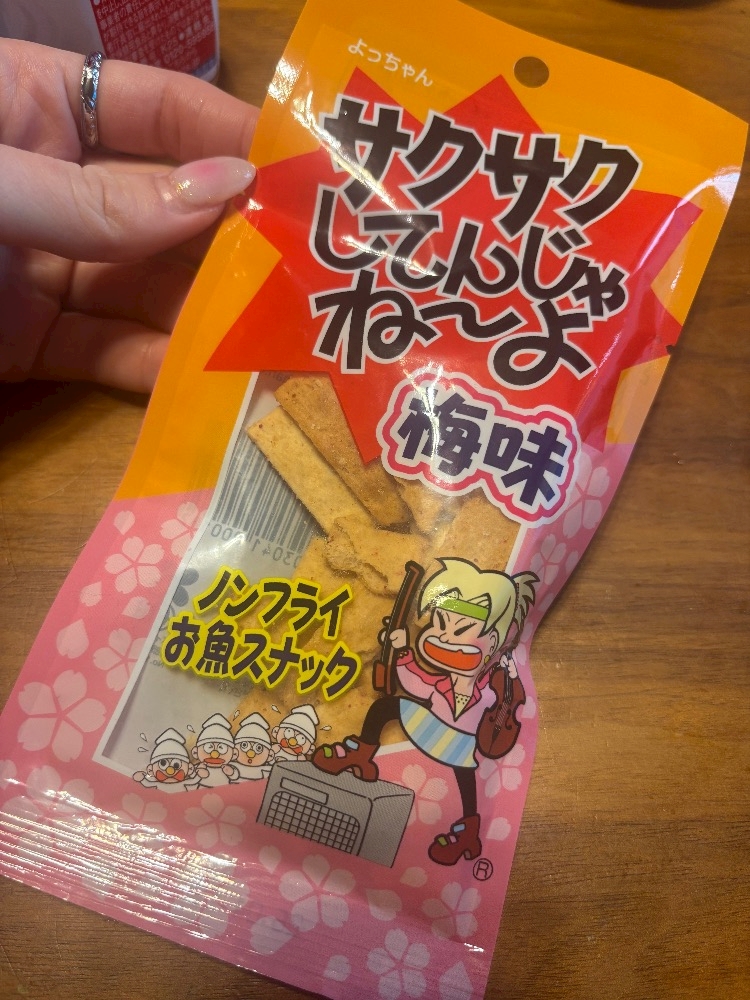 よっちゃん
サクサク
してんじゃ
ね～よ
梅味
ノンフライ
お魚スナック
®